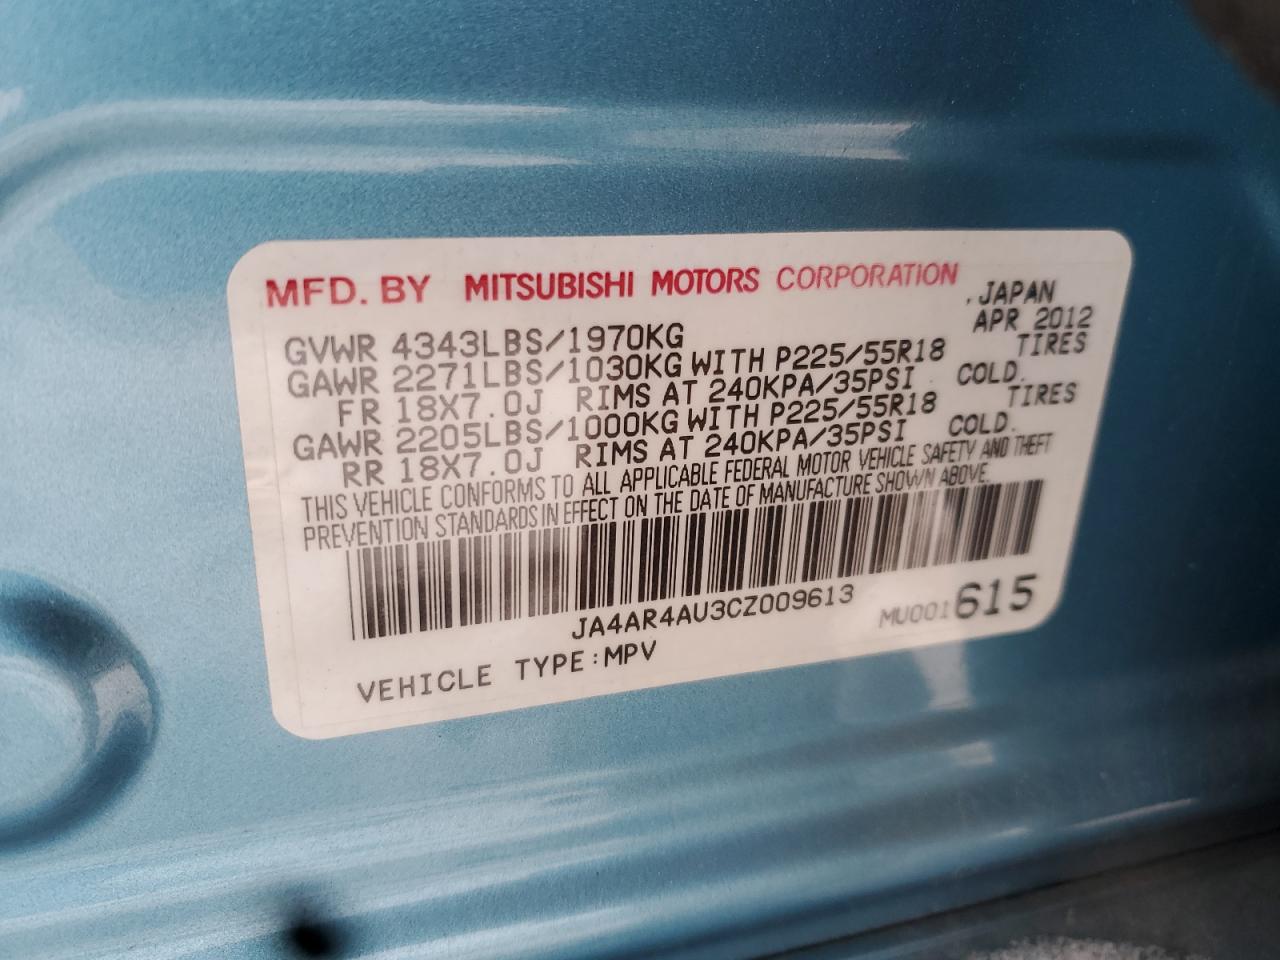 MFD. BY MITSUBISHI MOTORS CORPORATION , JAPAN
GVWR 4343LBS/1970KG APR 2012
GAWR 2271LBS/1030KG WITH P225/55R18 TIRES
FR 18X7.0J RIMS AT 240KPA/35PSI COLD.
GAWR 2205LBS/1000KG WITH P225/55R18 TIRES
RR 18X7.0J RIMS AT 240KPA/35PSI COLD.
THIS VEHICLE CONFORMS TO ALL APPLICABLE FEDERAL MOTOR VEHICLE SAFETY AND THEFT
PREVENTION STANDARDS IN EFFECT ON THE DATE OF MANUFACTURE SHOWN ABOVE.
JA4AR4AU3CZ009613 MU001615
VEHICLE TYPE:MPV